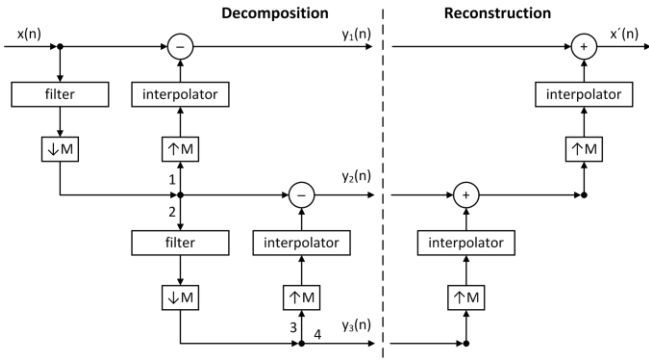 Decomposition Reconstruction
x(n) − y₁(n) + x´(n)
filter interpolator interpolator
↓M ↑M ↑M
1
− y₂(n) +
2
filter interpolator interpolator
↓M ↑M ↑M
3 4 y₃(n)